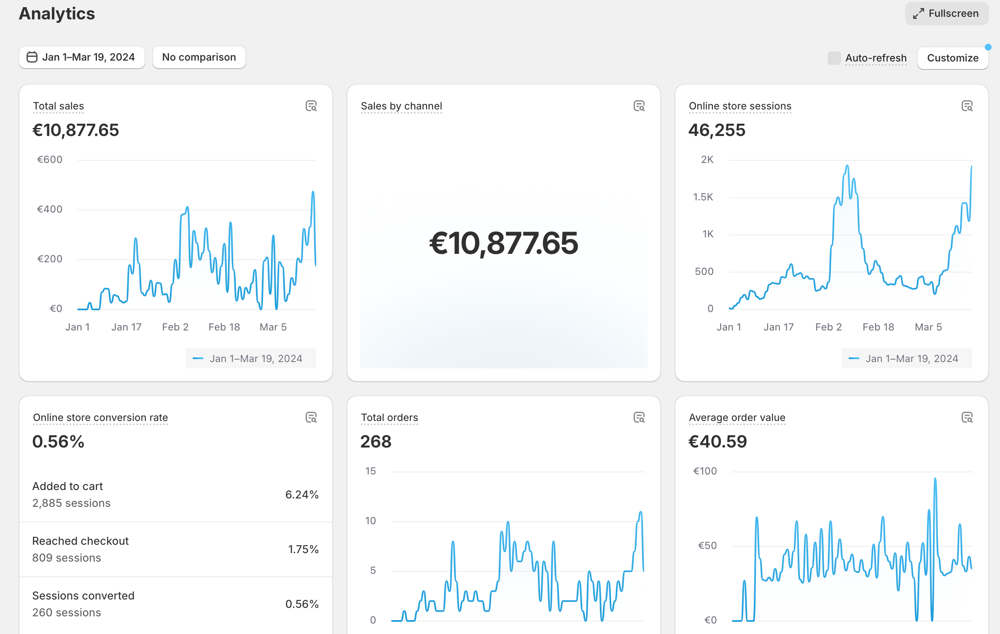 Analytics
Fullscreen
Jan 1–Mar 19, 2024
No comparison
Auto-refresh
Customize
Total sales
€10,877.65
€600
€400
€200
€0
Jan 1 Jan 17 Feb 2 Feb 18 Mar 5
Jan 1–Mar 19, 2024
Sales by channel
€10,877.65
Online store sessions
46,255
2K
1.5K
1K
500
0
Jan 1 Jan 17 Feb 2 Feb 18 Mar 5
Jan 1–Mar 19, 2024
Online store conversion rate
0.56%
Added to cart
2,885 sessions
6.24%
Reached checkout
809 sessions
1.75%
Sessions converted
260 sessions
0.56%
Total orders
268
15
10
5
0
Average order value
€40.59
€100
€50
€0